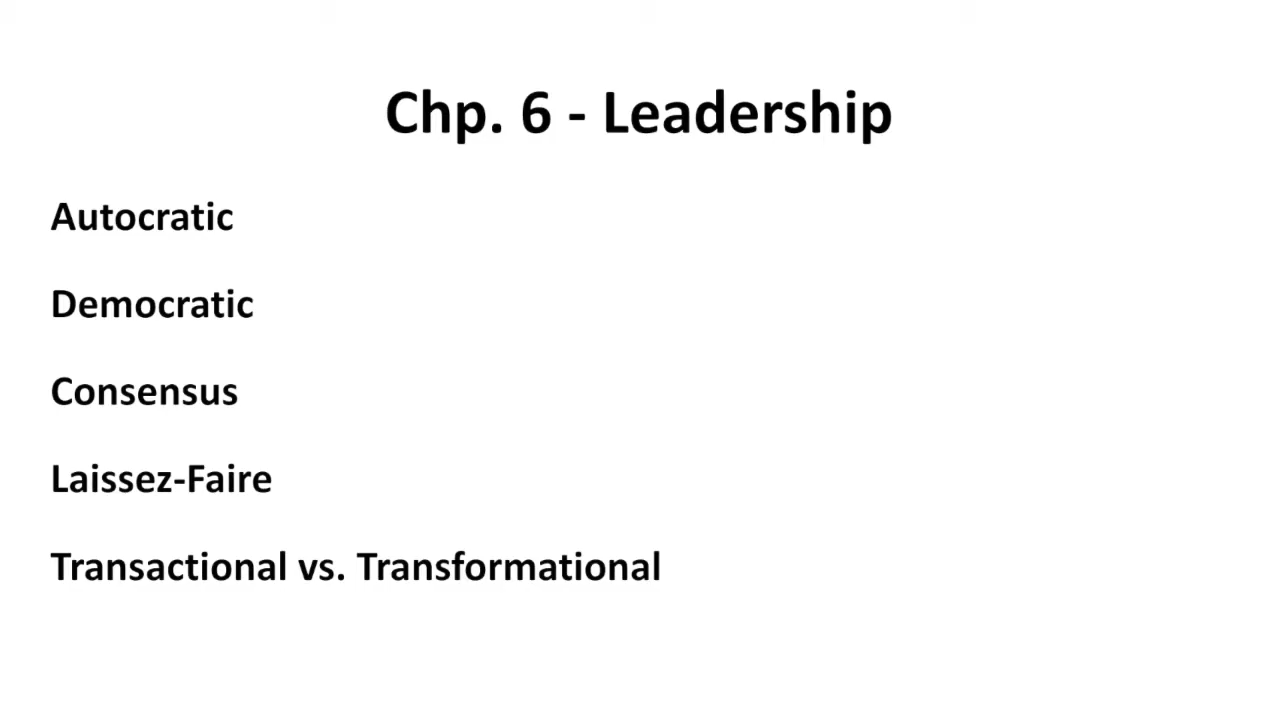 Chp. 6 - Leadership
Autocratic
Democratic
Consensus
Laissez-Faire
Transactional vs. Transformational